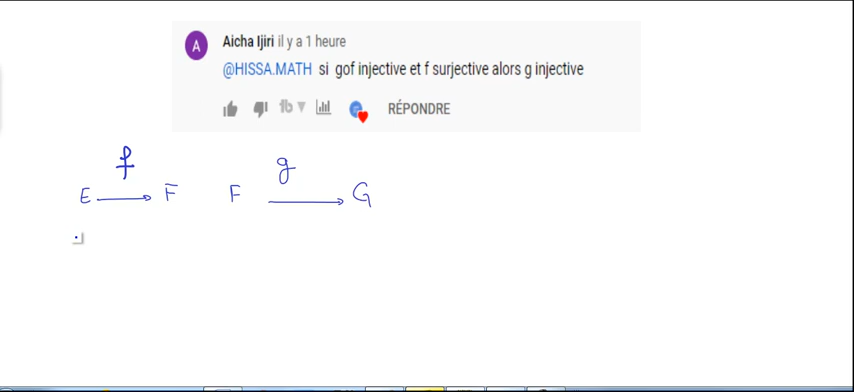 A
Aicha Ijiri il y a 1 heure
@HISSA.MATH si gof injective et f surjective alors g injective
RÉPONDRE
f g
E → F F → G